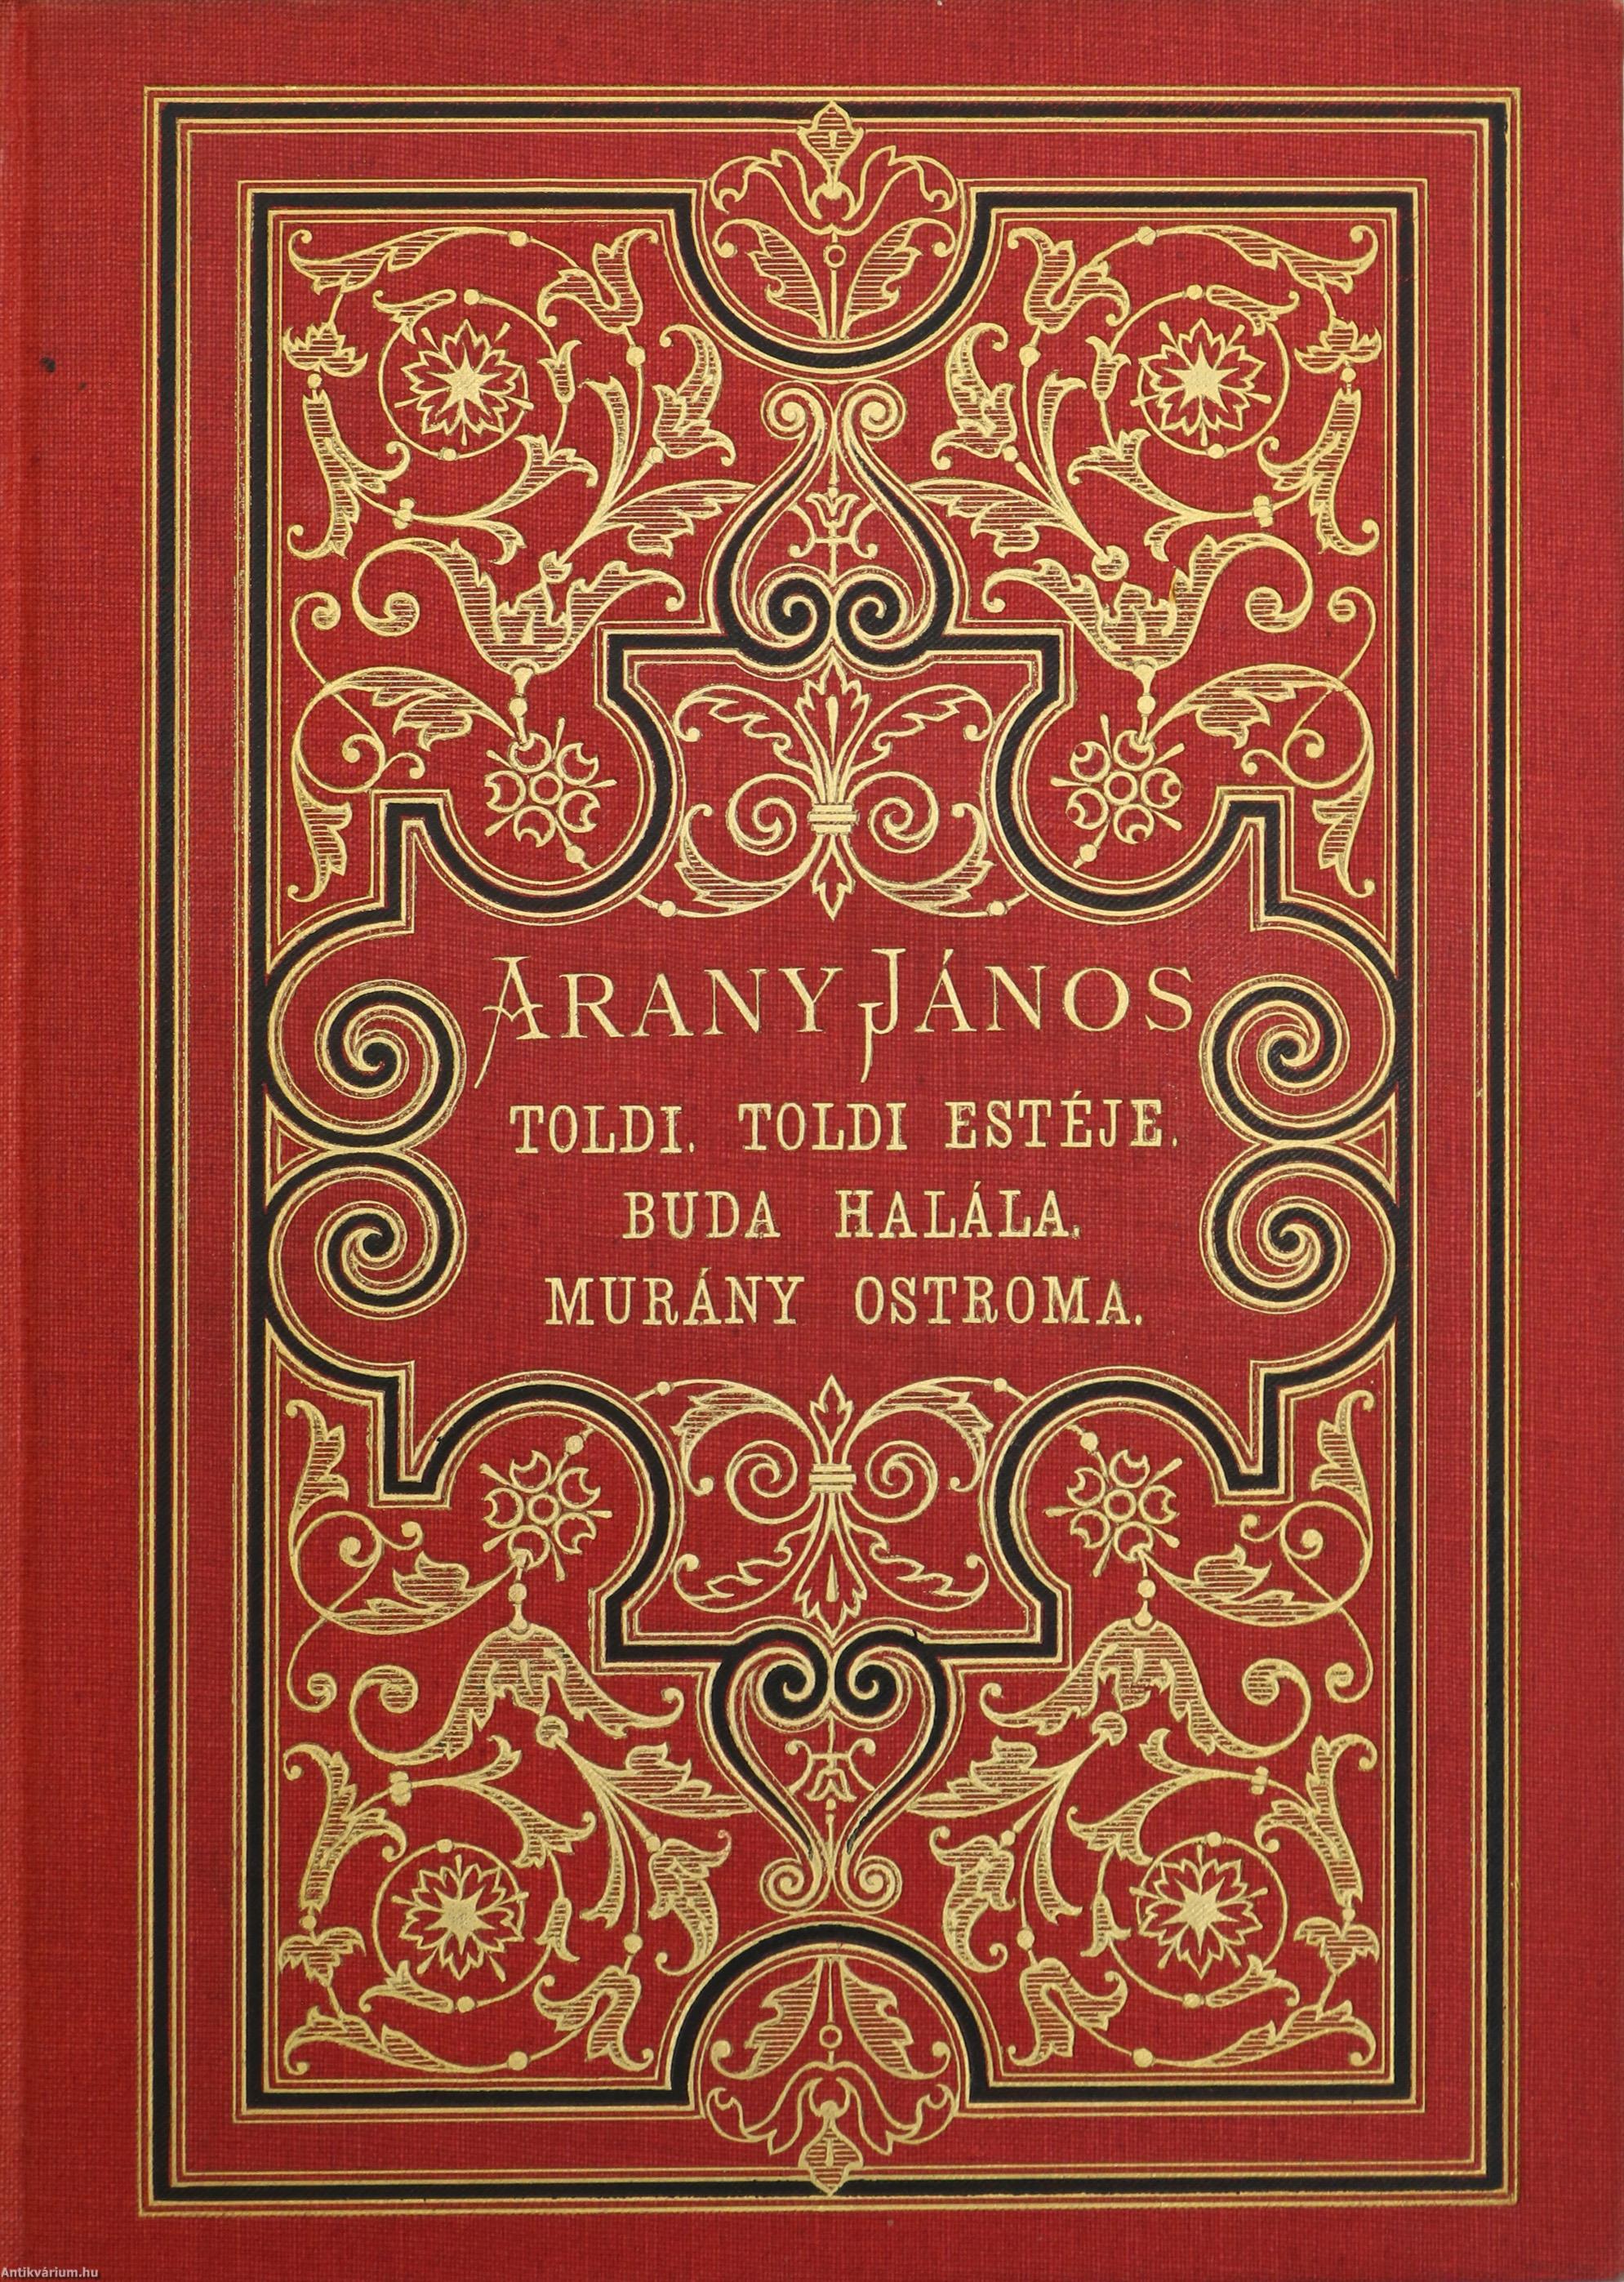 ARANY JÁNOS
TOLDI. TOLDI ESTÉJE.
BUDA HALÁLA.
MURÁNY OSTROMA.
Antikvárium.hu